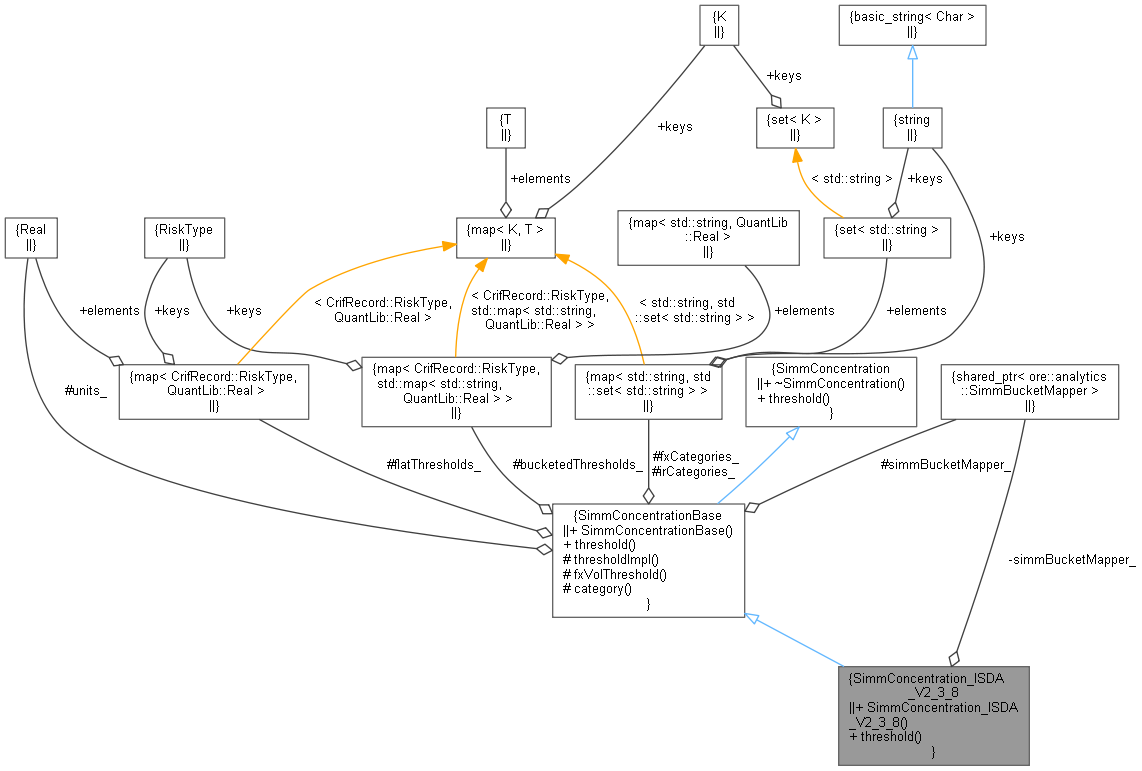 {K
||}
{basic_string< Char >
||}
+keys
{T
||}
+keys
{set< K >
||}
{string
||}
+elements
< std::string >
+keys
{Real
||}
{RiskType
||}
{map< K, T >
||}
{map< std::string, QuantLib
::Real >
||}
{set< std::string >
||}
+keys
+elements
+keys
+keys
< CrifRecord::RiskType,
QuantLib::Real >
< CrifRecord::RiskType,
std::map< std::string,
QuantLib::Real > >
< std::string, std
::set< std::string > >
+elements
+elements
#units_
{map< CrifRecord::RiskType,
QuantLib::Real >
||}
{map< CrifRecord::RiskType,
std::map< std::string,
QuantLib::Real > >
||}
{map< std::string, std
::set< std::string > >
||}
{SimmConcentration
||+ ~SimmConcentration()
+ threshold()
}
{shared_ptr< ore::analytics
::SimmBucketMapper >
||}
#flatThresholds_
#bucketedThresholds_
#fxCategories_
#irCategories_
#simmBucketMapper_
{SimmConcentrationBase
||+ SimmConcentrationBase()
+ threshold()
# thresholdImpl()
# fxVolThreshold()
# category()
}
-simmBucketMapper_
{SimmConcentration_ISDA
_V2_3_8
||+ SimmConcentration_ISDA
_V2_3_8()
+ threshold()
}